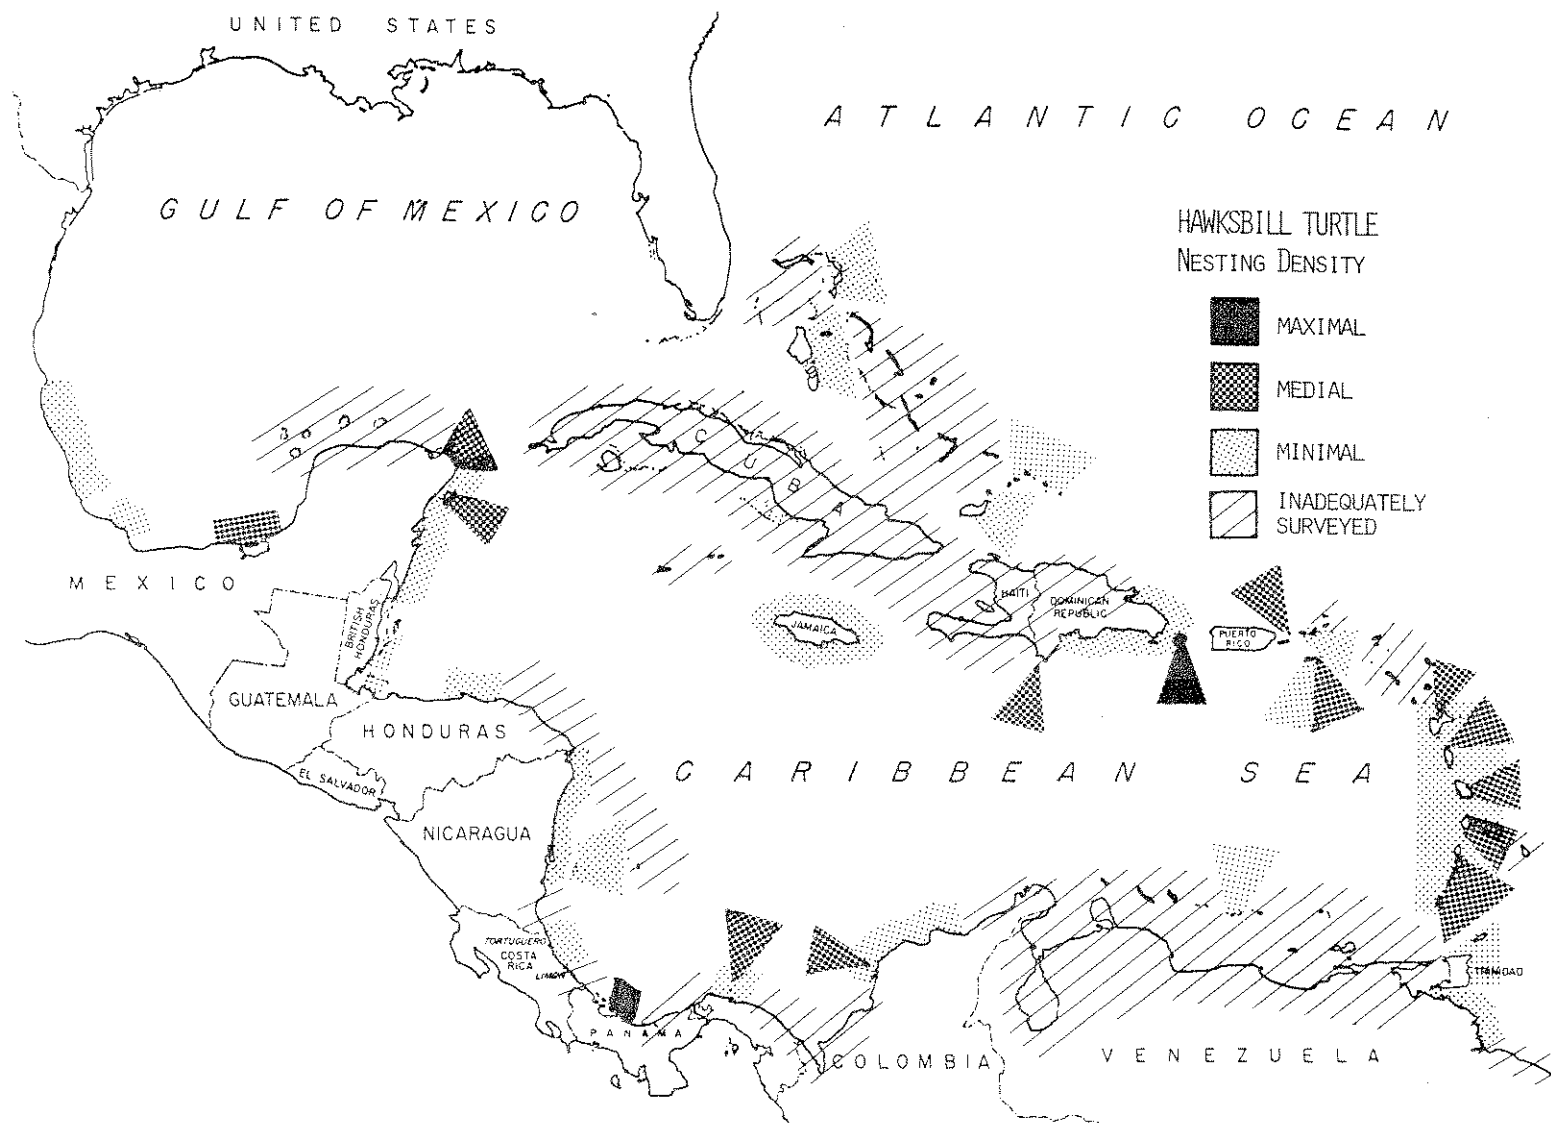 UNITED STATES
ATLANTIC OCEAN
GULF OF MEXICO
HAWKSBILL TURTLE
NESTING DENSITY
MAXIMAL
MEDIAL
MINIMAL
INADEQUATELY
SURVEYED
CUBA
MEXICO
BRITISH
HONDURAS
JAMAICA
HAITI
DOMINICAN
REPUBLIC
PUERTO
RICO
GUATEMALA
HONDURAS
EL SALVADOR
CARIBBEAN SEA
NICARAGUA
TORTUGUERO
COSTA
RICA
LIMON
TRINIDAD
PANAMA
COLOMBIA
VENEZUELA